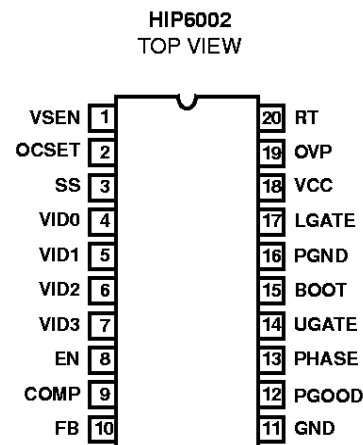 HIP6002
TOP VIEW
VSEN 1 20 RT
OCSET 2 19 OVP
SS 3 18 VCC
VID0 4 17 LGATE
VID1 5 16 PGND
VID2 6 15 BOOT
VID3 7 14 UGATE
EN 8 13 PHASE
COMP 9 12 PGOOD
FB 10 11 GND